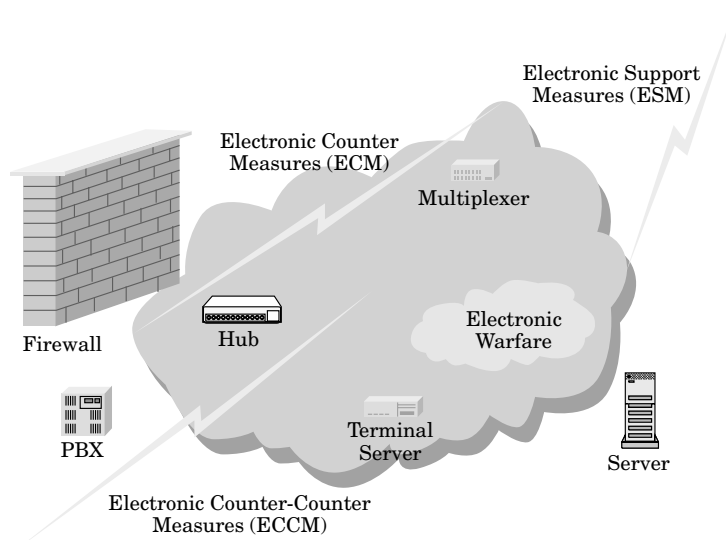 Electronic Support
Measures (ESM)
Electronic Counter
Measures (ECM)
Multiplexer
Electronic
Warfare
Hub
Firewall
Terminal
Server
PBX
Server
Electronic Counter-Counter
Measures (ECCM)